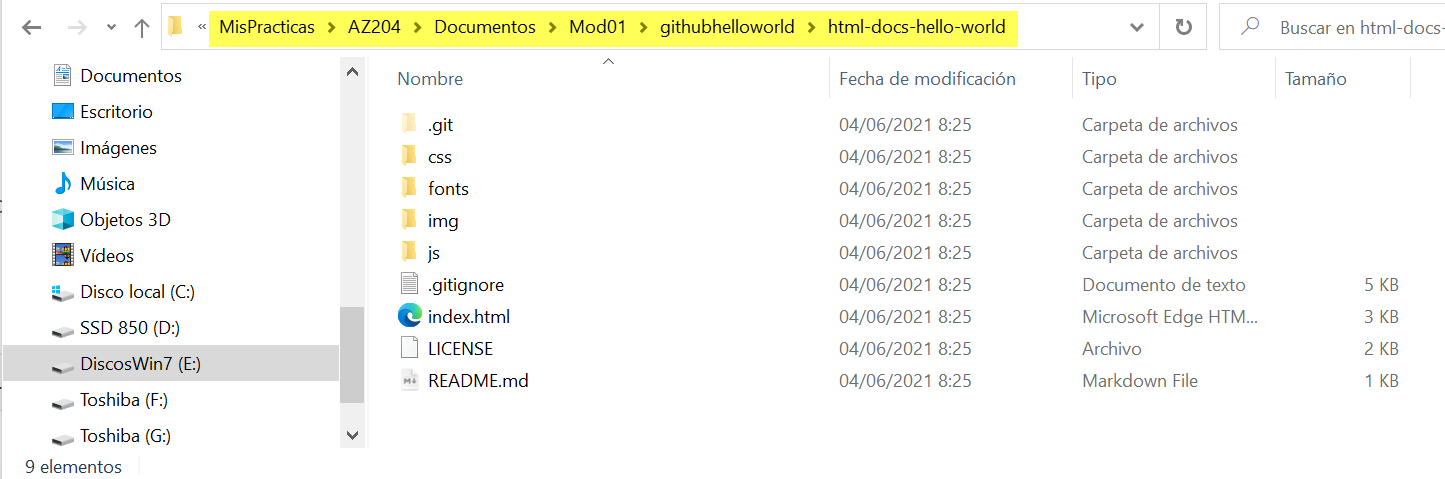 « MisPracticas > AZ204 > Documentos > Mod01 > githubhelloworld > html-docs-hello-world
Buscar en html-docs-
Documentos
Escritorio
Imágenes
Música
Objetos 3D
Vídeos
Disco local (C:)
SSD 850 (D:)
DiscosWin7 (E:)
Toshiba (F:)
Toshiba (G:)
Nombre Fecha de modificación Tipo Tamaño
.git 04/06/2021 8:25 Carpeta de archivos
css 04/06/2021 8:25 Carpeta de archivos
fonts 04/06/2021 8:25 Carpeta de archivos
img 04/06/2021 8:25 Carpeta de archivos
js 04/06/2021 8:25 Carpeta de archivos
.gitignore 04/06/2021 8:25 Documento de texto 5 KB
index.html 04/06/2021 8:25 Microsoft Edge HTM... 3 KB
LICENSE 04/06/2021 8:25 Archivo 2 KB
README.md 04/06/2021 8:25 Markdown File 1 KB
9 elementos